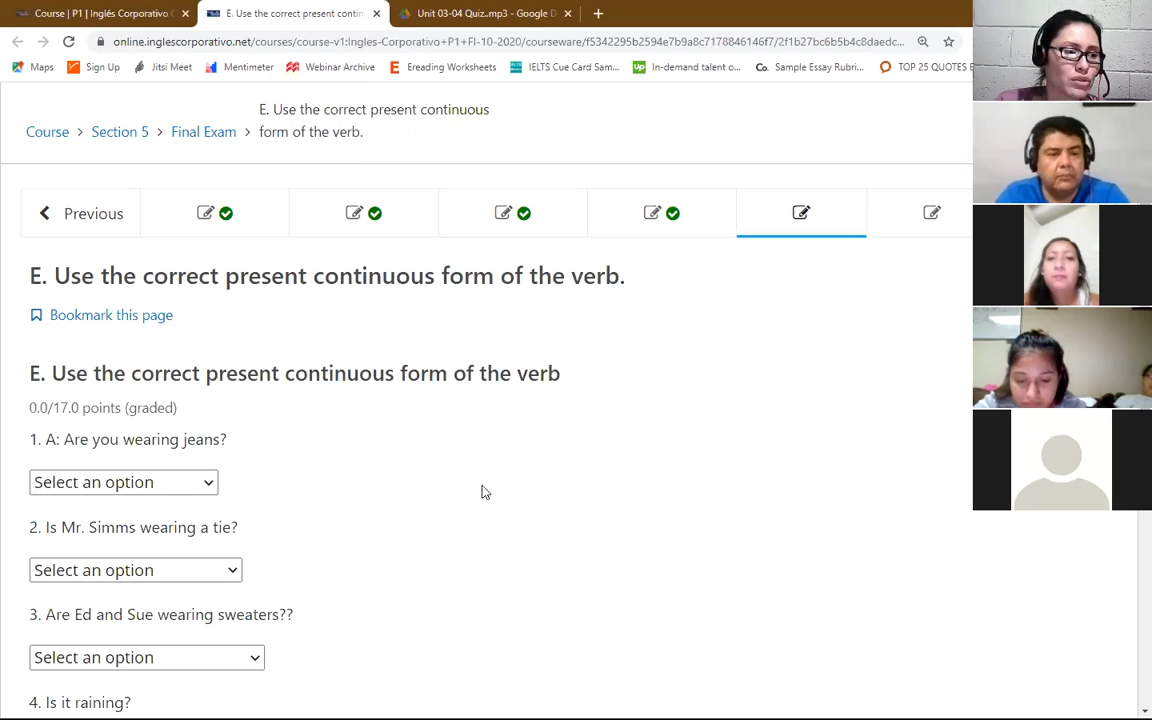 Course | P1 | Inglés Corporativo
E. Use the correct present contin
Unit 03-04 Quiz..mp3 - Google D
online.inglescorporativo.net/courses/course-v1:Ingles-Corporativo+P1+FI-10-2020/courseware/f5342295b2594e7b9a8c7178846146f7/2f1b27bc6b5b4c8daedc...
Maps
Sign Up
Jitsi Meet
Mentimeter
Webinar Archive
Ereading Worksheets
IELTS Cue Card Sam...
In-demand talent o...
Sample Essay Rubri...
TOP 25 QUOTES
Course > Section 5 > Final Exam > E. Use the correct present continuous
form of the verb.
Previous
E. Use the correct present continuous form of the verb.
Bookmark this page
E. Use the correct present continuous form of the verb
0.0/17.0 points (graded)
1. A: Are you wearing jeans?
Select an option
2. Is Mr. Simms wearing a tie?
Select an option
3. Are Ed and Sue wearing sweaters??
Select an option
4. Is it raining?